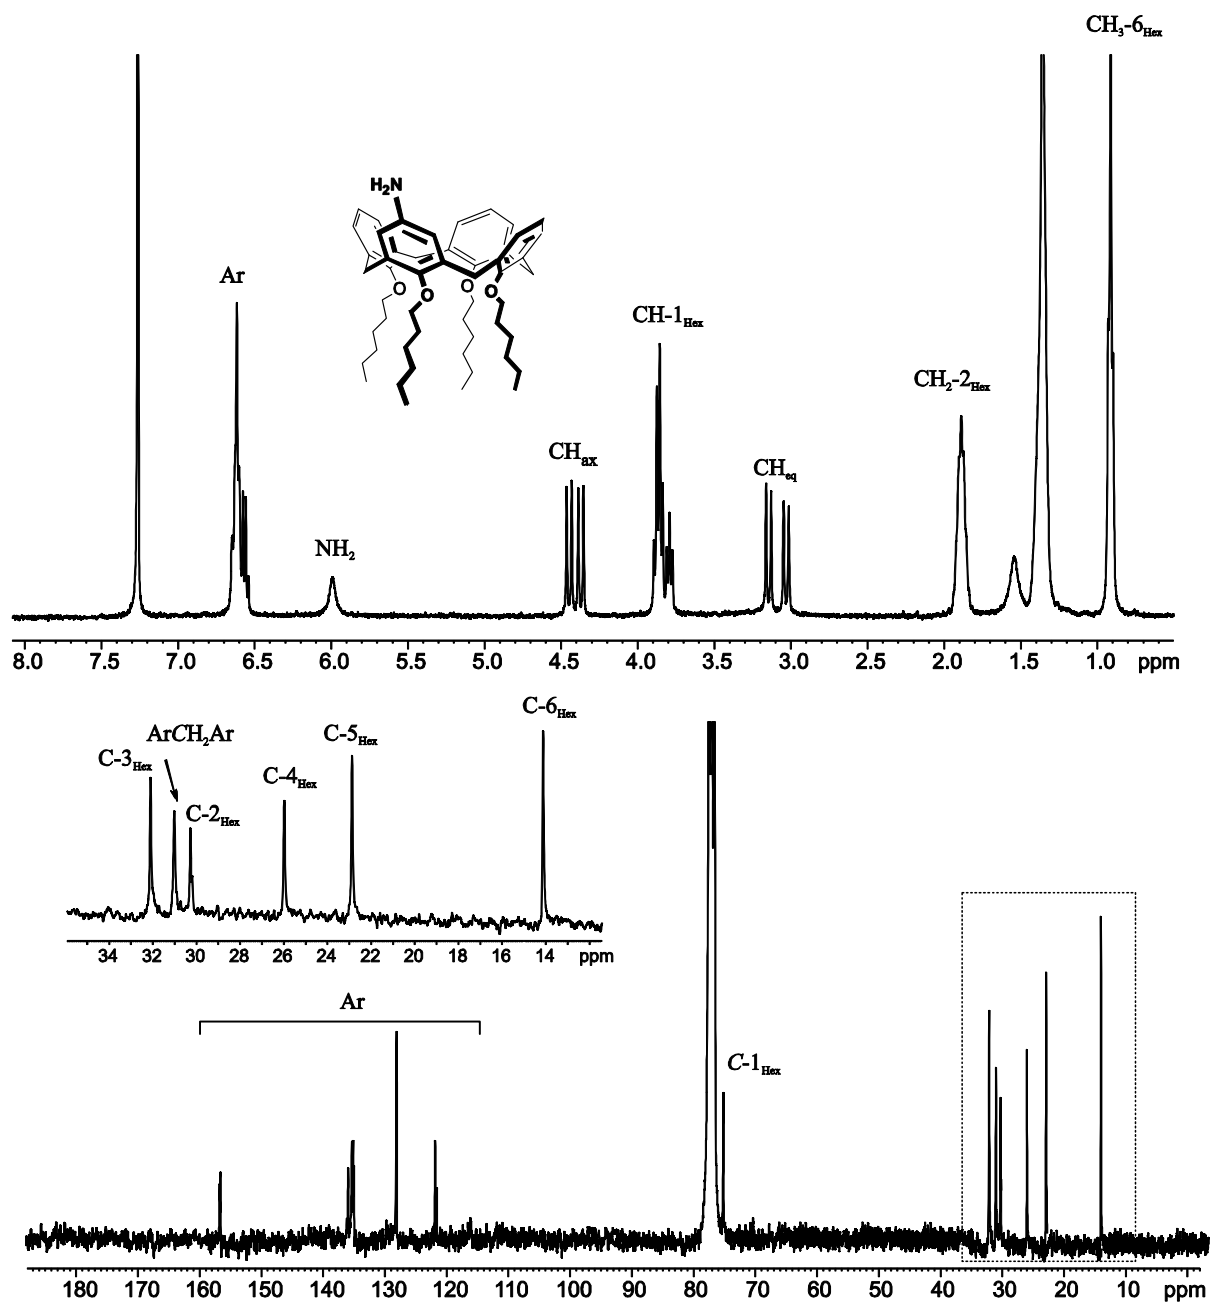 CH3-6Hex
H2N
Ar
O O O O
CH-1Hex
CH2-2Hex
CHax
CHeq
NH2
8.0 7.5 7.0 6.5 6.0 5.5 5.0 4.5 4.0 3.5 3.0 2.5 2.0 1.5 1.0 ppm
C-6Hex
ArCH2Ar
C-5Hex
C-3Hex
C-4Hex
C-2Hex
34 32 30 28 26 24 22 20 18 16 14 ppm
Ar
C-1Hex
180 170 160 150 140 130 120 110 100 90 80 70 60 50 40 30 20 10 ppm